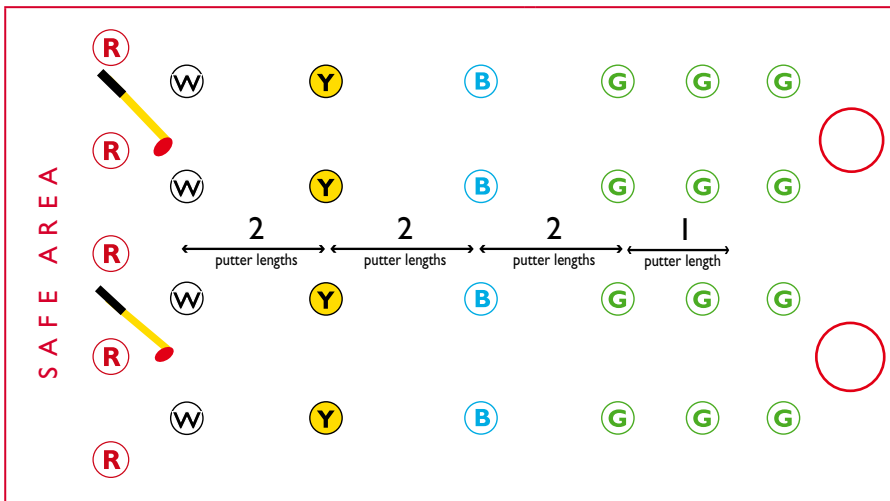 R
W Y B G G G
R
W Y B G G G
2 2 2 1
putter lengths putter lengths putter lengths putter length
R
W Y B G G G
R
W Y B G G G
R
SAFE AREA